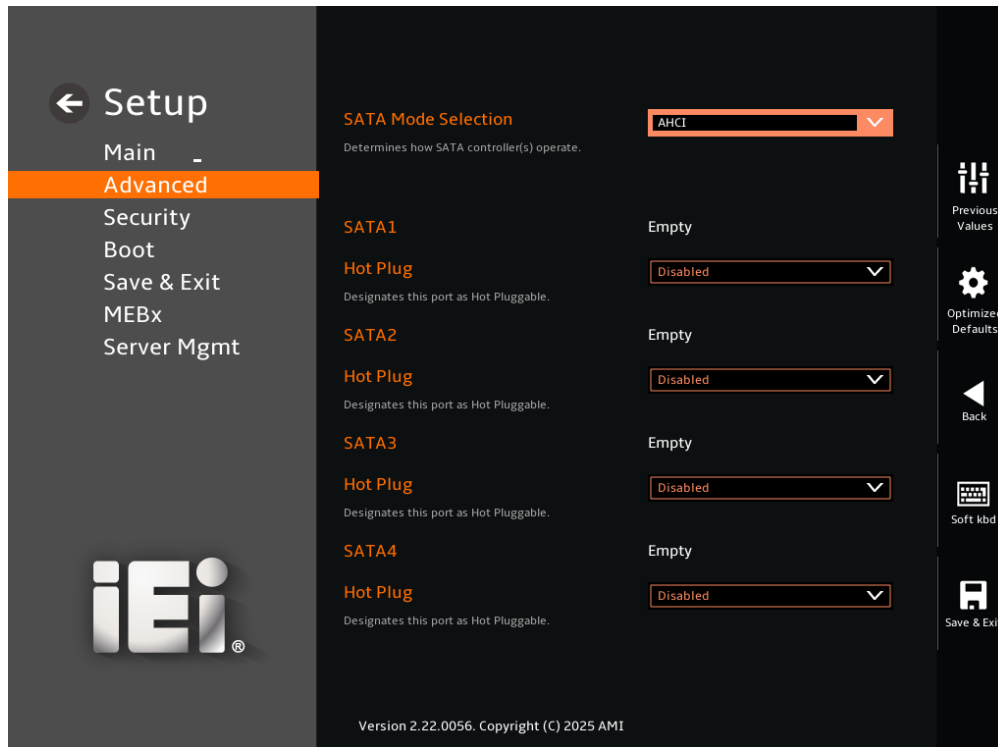 Setup
Main
Advanced
Security
Boot
Save & Exit
MEBx
Server Mgmt
iEi®
SATA Mode Selection
AHCI
Determines how SATA controller(s) operate.
SATA1
Empty
Hot Plug
Disabled
Designates this port as Hot Pluggable.
SATA2
Empty
Hot Plug
Disabled
Designates this port as Hot Pluggable.
SATA3
Empty
Hot Plug
Disabled
Designates this port as Hot Pluggable.
SATA4
Empty
Hot Plug
Disabled
Designates this port as Hot Pluggable.
Version 2.22.0056. Copyright (C) 2025 AMI
Previous
Values
Optimized
Defaults
Back
Soft kbd
Save & Exi